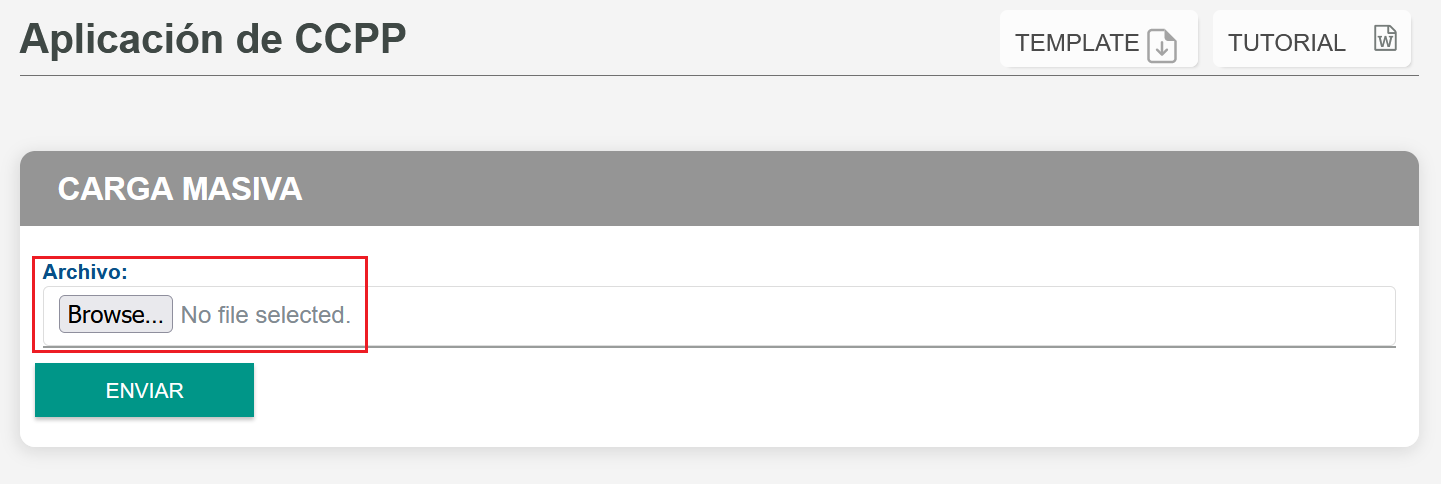 Aplicación de CCPP
TEMPLATE
TUTORIAL
W
CARGA MASIVA
Archivo:
Browse... No file selected.
ENVIAR